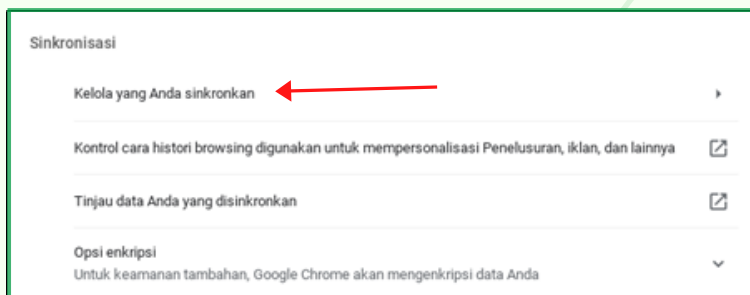 Sinkronisasi
Kelola yang Anda sinkronkan
Kontrol cara histori browsing digunakan untuk mempersonalisasi Penelusuran, iklan, dan lainnya
Tinjau data Anda yang disinkronkan
Opsi enkripsi
Untuk keamanan tambahan, Google Chrome akan mengenkripsi data Anda